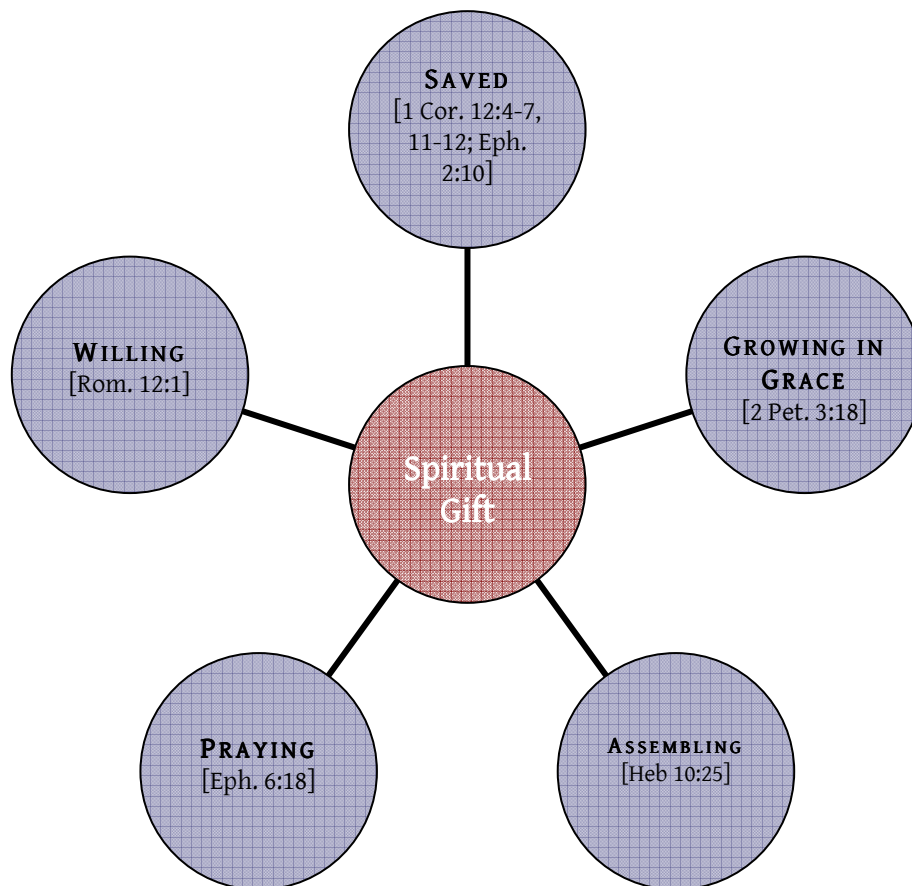 SAVED
[1 Cor. 12:4-7,
11-12; Eph.
2:10]
WILLING
[Rom. 12:1]
GROWING IN
GRACE
[2 Pet. 3:18]
Spiritual
Gift
PRAYING
[Eph. 6:18]
ASSEMBLING
[Heb 10:25]